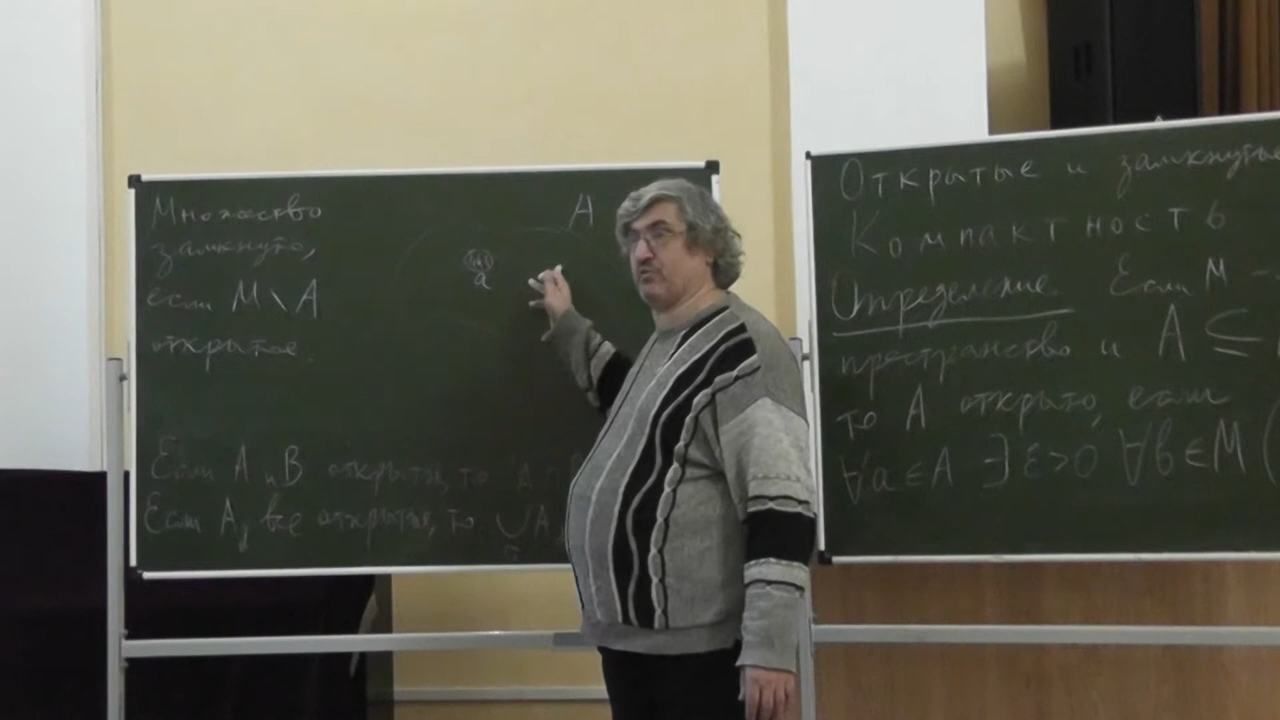 Множество
замкнуто,
если M \ A
открытое.
A
a
Если A и B открыты, то A ∩
Если Aγ все открытые, то ∪ A
Открытые и замкнутые
Компактность
Определение Если M –
пространство и A ⊆
то A открыто, если
∀a∈A ∃ε>0 ∀b∈M (